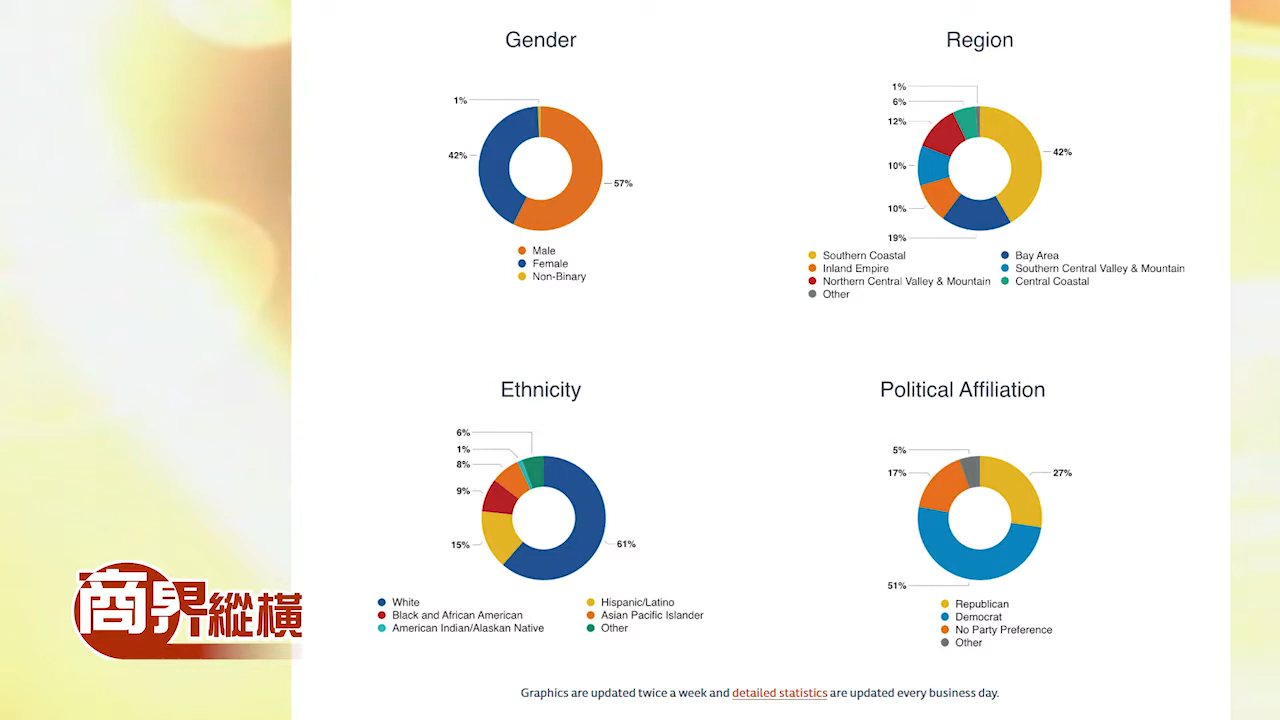 Gender
1%
42%
57%
Male
Female
Non-Binary
Region
1%
6%
12%
42%
10%
10%
19%
Southern Coastal
Bay Area
Inland Empire
Southern Central Valley & Mountain
Northern Central Valley & Mountain
Central Coastal
Other
Ethnicity
6%
1%
8%
9%
15%
61%
White
Hispanic/Latino
Black and African American
Asian Pacific Islander
American Indian/Alaskan Native
Other
Political Affiliation
5%
17%
27%
51%
Republican
Democrat
No Party Preference
Other
Graphics are updated twice a week and detailed statistics are updated every business day.
商界縱橫